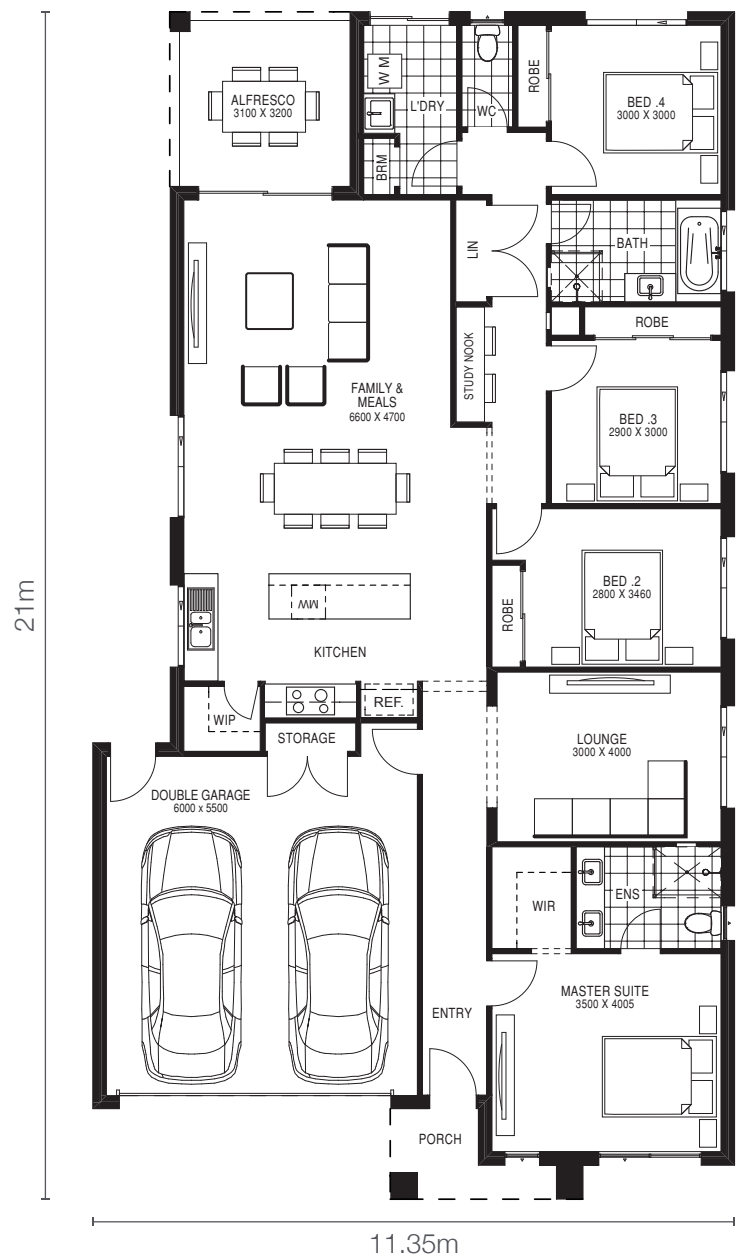 ALFRESCO
3100 X 3200
W M
L'DRY
BRM
WC
ROBE
BED .4
3000 X 3000
LIN
BATH
STUDY NOOK
ROBE
FAMILY &
MEALS
6600 X 4700
BED .3
2900 X 3000
21m
MW
KITCHEN
ROBE
BED .2
2800 X 3460
WIP
REF.
STORAGE
LOUNGE
3000 X 4000
DOUBLE GARAGE
6000 x 5500
WIR
ENS
MASTER SUITE
3500 X 4005
ENTRY
PORCH
11.35m